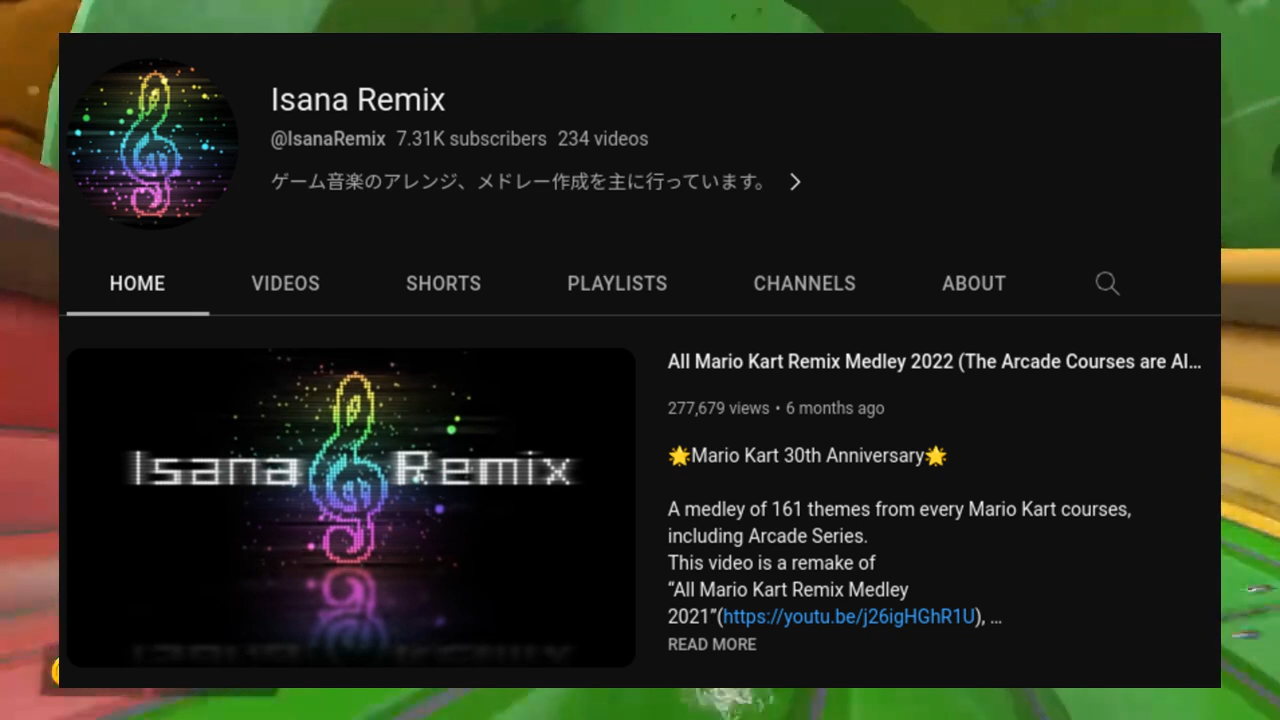 Isana Remix
@IsanaRemix 7.31K subscribers 234 videos
ゲーム音楽のアレンジ、メドレー作成を主に行っています。
HOME VIDEOS SHORTS PLAYLISTS CHANNELS ABOUT
Isana Remix
All Mario Kart Remix Medley 2022 (The Arcade Courses are Al...
277,679 views • 6 months ago
🌟Mario Kart 30th Anniversary🌟
A medley of 161 themes from every Mario Kart courses,
including Arcade Series.
This video is a remake of
“All Mario Kart Remix Medley
2021”(https://youtu.be/j26igHGhR1U), ...
READ MORE